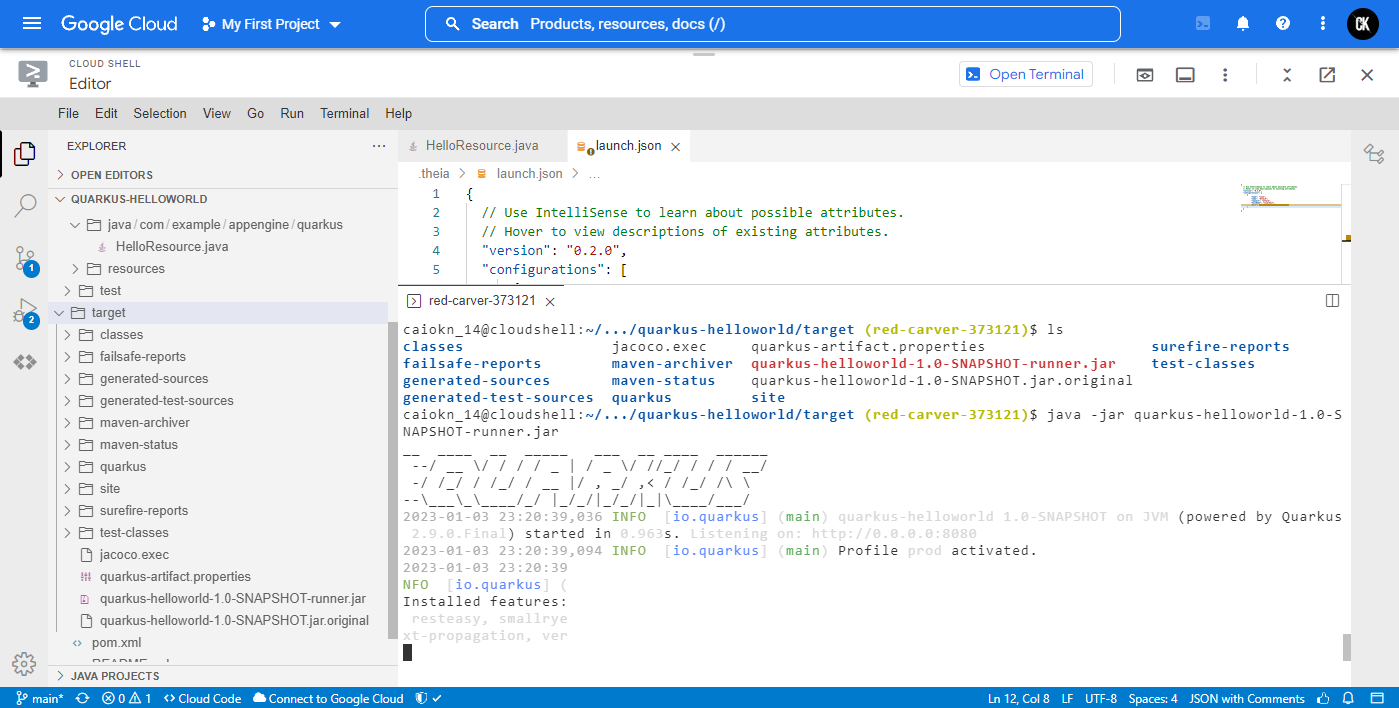 Google Cloud
My First Project
Search Products, resources, docs (/)
CK
CLOUD SHELL
Editor
Open Terminal
File Edit Selection View Go Run Terminal Help
EXPLORER
OPEN EDITORS
QUARKUS-HELLOWORLD
java / com / example / appengine / quarkus
HelloResource.java
resources
test
target
classes
failsafe-reports
generated-sources
generated-test-sources
maven-archiver
maven-status
quarkus
site
surefire-reports
test-classes
jacoco.exec
quarkus-artifact.properties
quarkus-helloworld-1.0-SNAPSHOT-runner.jar
quarkus-helloworld-1.0-SNAPSHOT.jar.original
pom.xml
JAVA PROJECTS
1
2
HelloResource.java
launch.json
.theia > launch.json > ...
1 {
2 // Use IntelliSense to learn about possible attributes.
3 // Hover to view descriptions of existing attributes.
4 "version": "0.2.0",
5 "configurations": [
red-carver-373121
caiokn_14@cloudshell:~/.../quarkus-helloworld/target (red-carver-373121)$ ls
classes jacoco.exec quarkus-artifact.properties surefire-reports
failsafe-reports maven-archiver quarkus-helloworld-1.0-SNAPSHOT-runner.jar test-classes
generated-sources maven-status quarkus-helloworld-1.0-SNAPSHOT.jar.original
generated-test-sources quarkus site
caiokn_14@cloudshell:~/.../quarkus-helloworld/target (red-carver-373121)$ java -jar quarkus-helloworld-1.0-S
NAPSHOT-runner.jar
__  ____  __  _____   ___  __ ____  ______
 --/ __ \/ / / / _ | / _ \/ //_/ / / / __/
 -/ /_/ / /_/ / __ |/ , _/ ,< / /_/ /\ \
--\___\_\____/_/ |_/_/|_/_/|_|\____/___/
2023-01-03 23:20:39,036 INFO [io.quarkus] (main) quarkus-helloworld 1.0-SNAPSHOT on JVM (powered by Quarkus
2.9.0.Final) started in 0.963s. Listening on: http://0.0.0.0:8080
2023-01-03 23:20:39,094 INFO [io.quarkus] (main) Profile prod activated.
2023-01-03 23:20:39
NFO [io.quarkus] (
Installed features:
resteasy, smallrye
xt-propagation, ver
main* 0 1 Cloud Code Connect to Google Cloud
Ln 12, Col 8 LF UTF-8 Spaces: 4 JSON with Comments